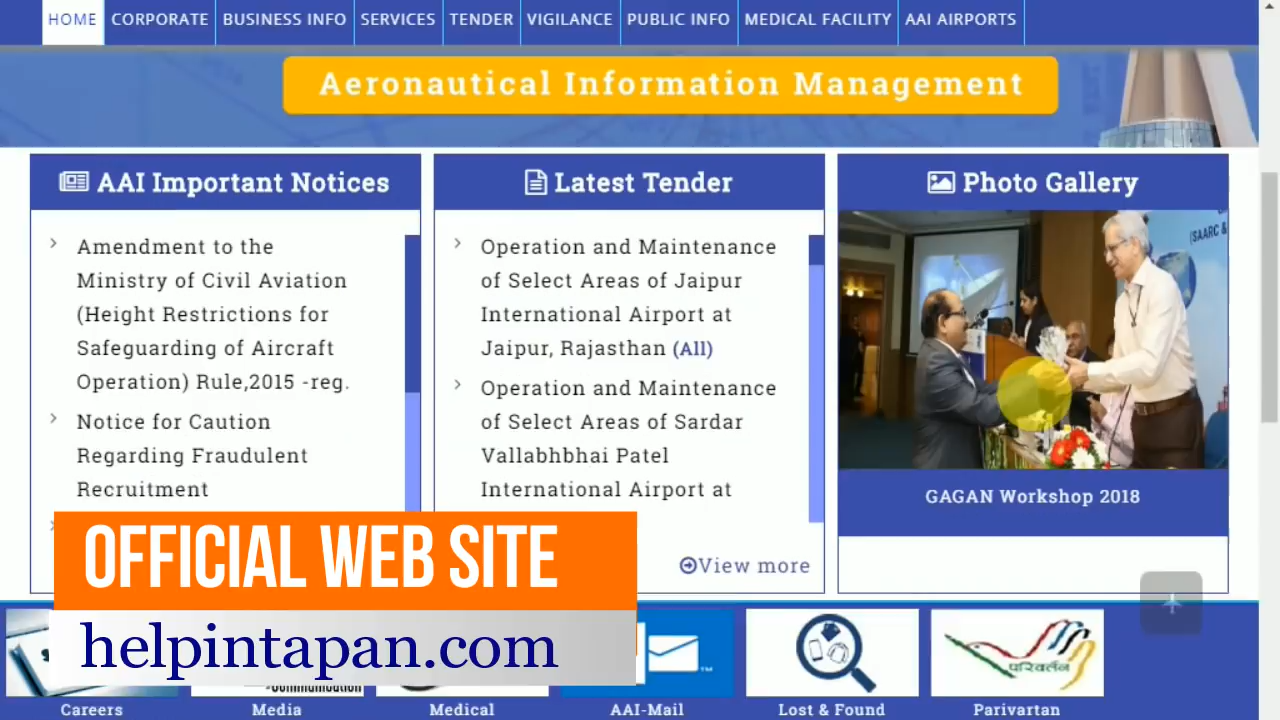 HOME CORPORATE BUSINESS INFO SERVICES TENDER VIGILANCE PUBLIC INFO MEDICAL FACILITY AAI AIRPORTS
Aeronautical Information Management
AAI Important Notices
Amendment to the
Ministry of Civil Aviation
(Height Restrictions for
Safeguarding of Aircraft
Operation) Rule,2015 -reg.
Notice for Caution
Regarding Fraudulent
Recruitment
Latest Tender
Operation and Maintenance
of Select Areas of Jaipur
International Airport at
Jaipur, Rajasthan (All)
Operation and Maintenance
of Select Areas of Sardar
Vallabhbhai Patel
International Airport at
View more
Photo Gallery
(SAARC &
GAGAN Workshop 2018
OFFICIAL WEB SITE
helpintapan.com
Communication
परिवर्तन
Careers Media Medical AAI-Mail Lost & Found Parivartan